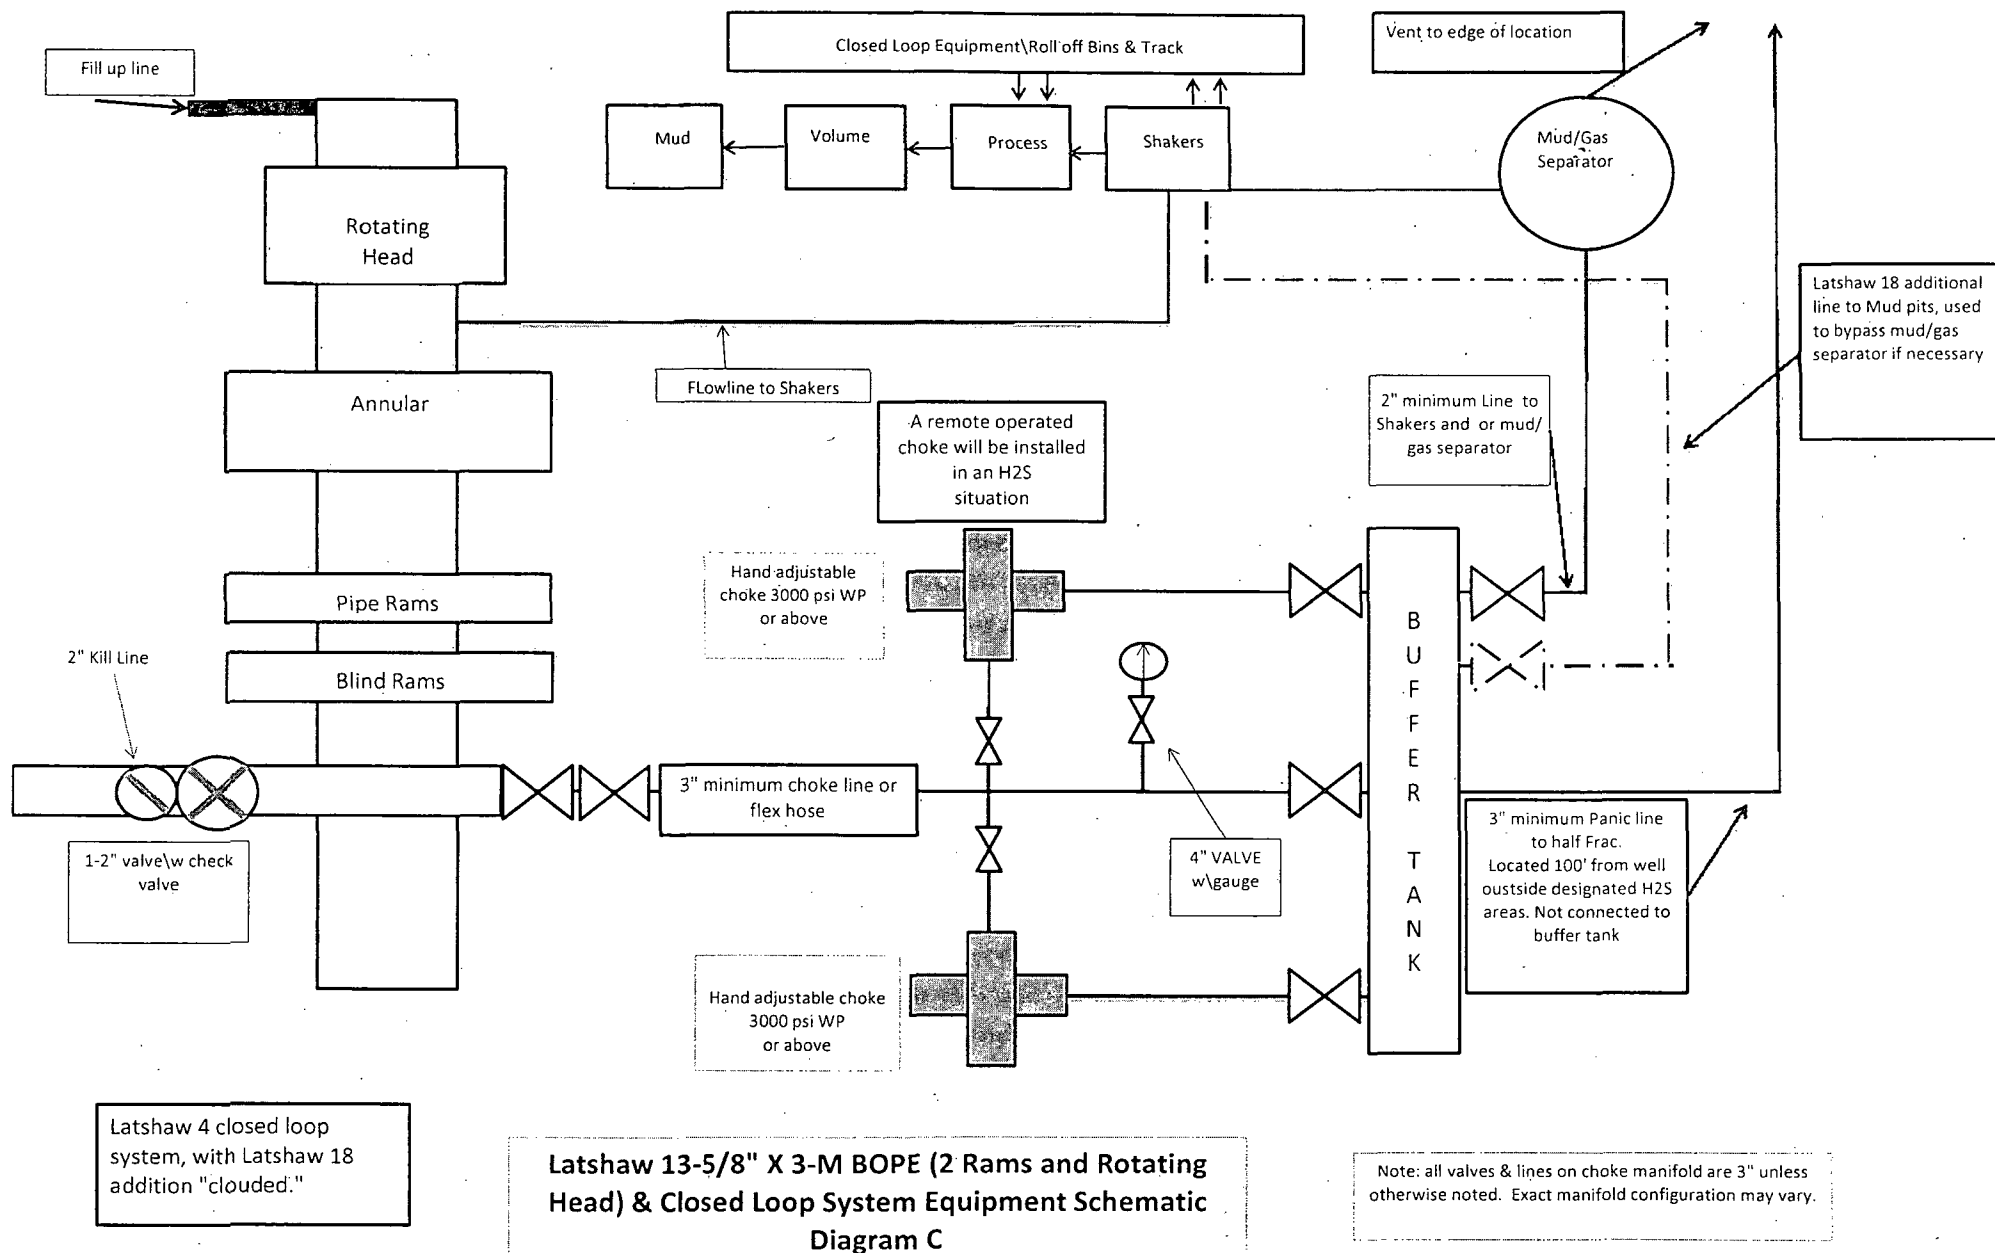 Closed Loop Equipment\Roll off Bins & Track
Vent to edge of location
Fill up line
Mud
Volume
Process
Shakers
Mud/Gas
Separator
Rotating
Head
Latshaw 18 additional
line to Mud pits, used
to bypass mud/gas
separator if necessary
FLowline to Shakers
Annular
2" minimum Line to
Shakers and or mud/
gas separator
A remote operated
choke will be installed
in an H2S
situation
Hand adjustable
choke 3000 psi WP
or above
Pipe Rams
2" Kill Line
Blind Rams
BUFFER TANK
3" minimum choke line or
flex hose
1-2" valve\w check
valve
4" VALVE
w\gauge
3" minimum Panic line
to half Frac.
Located 100' from well
oustside designated H2S
areas. Not connected to
buffer tank
Hand adjustable choke
3000 psi WP
or above
Latshaw 4 closed loop
system, with Latshaw 18
addition "clouded."
Latshaw 13-5/8" X 3-M BOPE (2 Rams and Rotating
Head) & Closed Loop System Equipment Schematic
Diagram C
Note: all valves & lines on choke manifold are 3" unless
otherwise noted. Exact manifold configuration may vary.